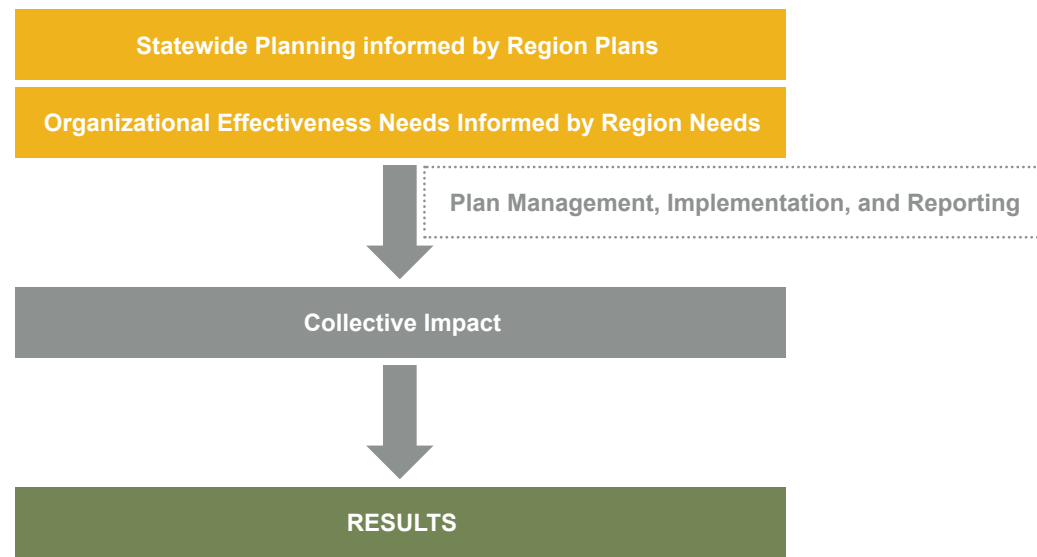 Statewide Planning informed by Region Plans
Organizational Effectiveness Needs Informed by Region Needs
Plan Management, Implementation, and Reporting
Collective Impact
RESULTS